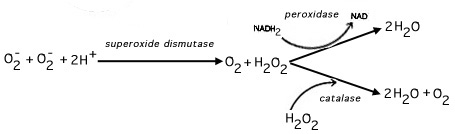 peroxidase
NADH₂ NAD
2H₂O
superoxide dismutase
O₂⁻ + O₂⁻ + 2H⁺ O₂ + H₂O₂
2H₂O + O₂
catalase
H₂O₂